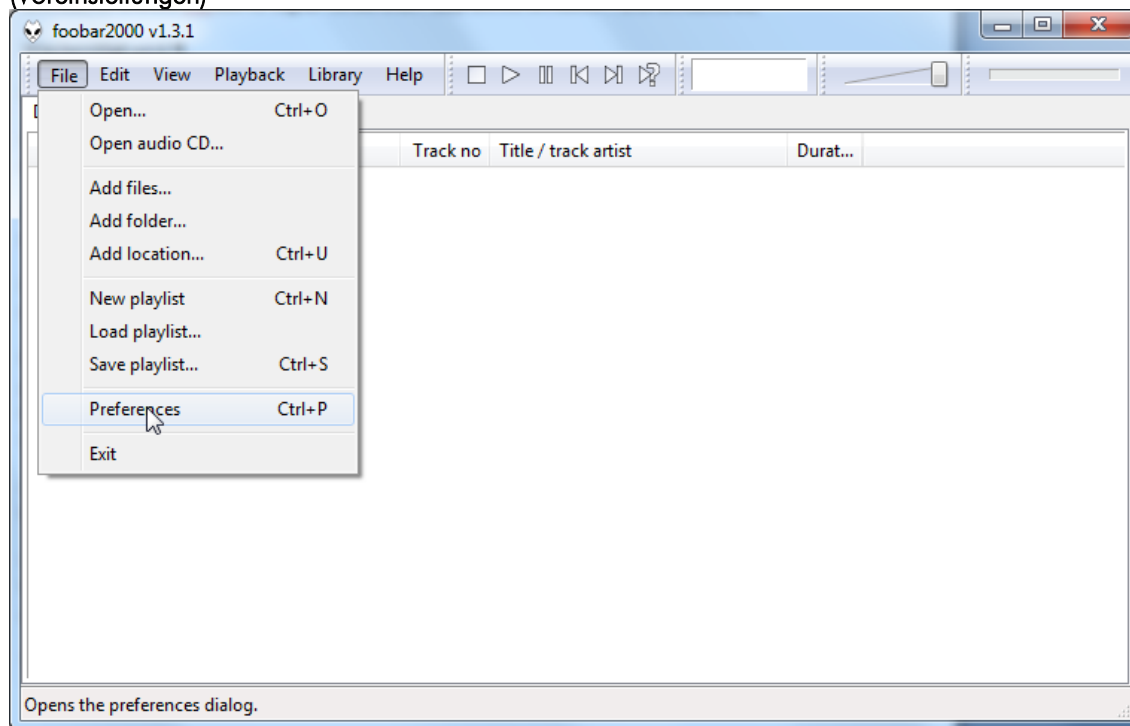 (Voreinstellungen)
foobar2000 v1.3.1
File Edit View Playback Library Help
Open... Ctrl+O
Open audio CD...
Track no Title / track artist Durat...
Add files...
Add folder...
Add location... Ctrl+U
New playlist Ctrl+N
Load playlist...
Save playlist... Ctrl+S
Preferences Ctrl+P
Exit
Opens the preferences dialog.